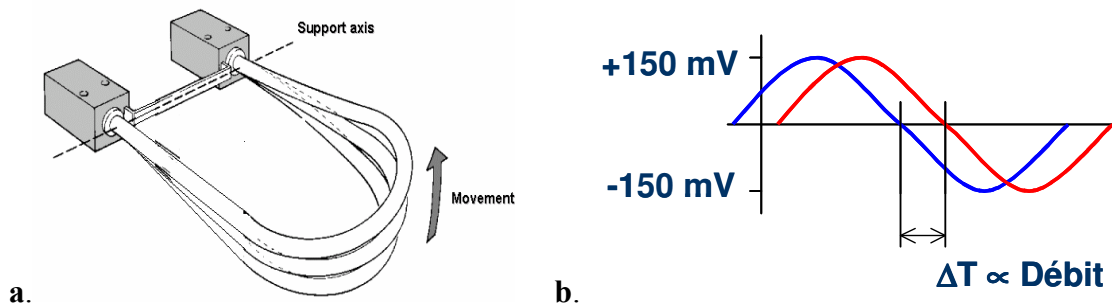 Support axis
Movement
a.
+150 mV
-150 mV
ΔT ∝ Débit
b.